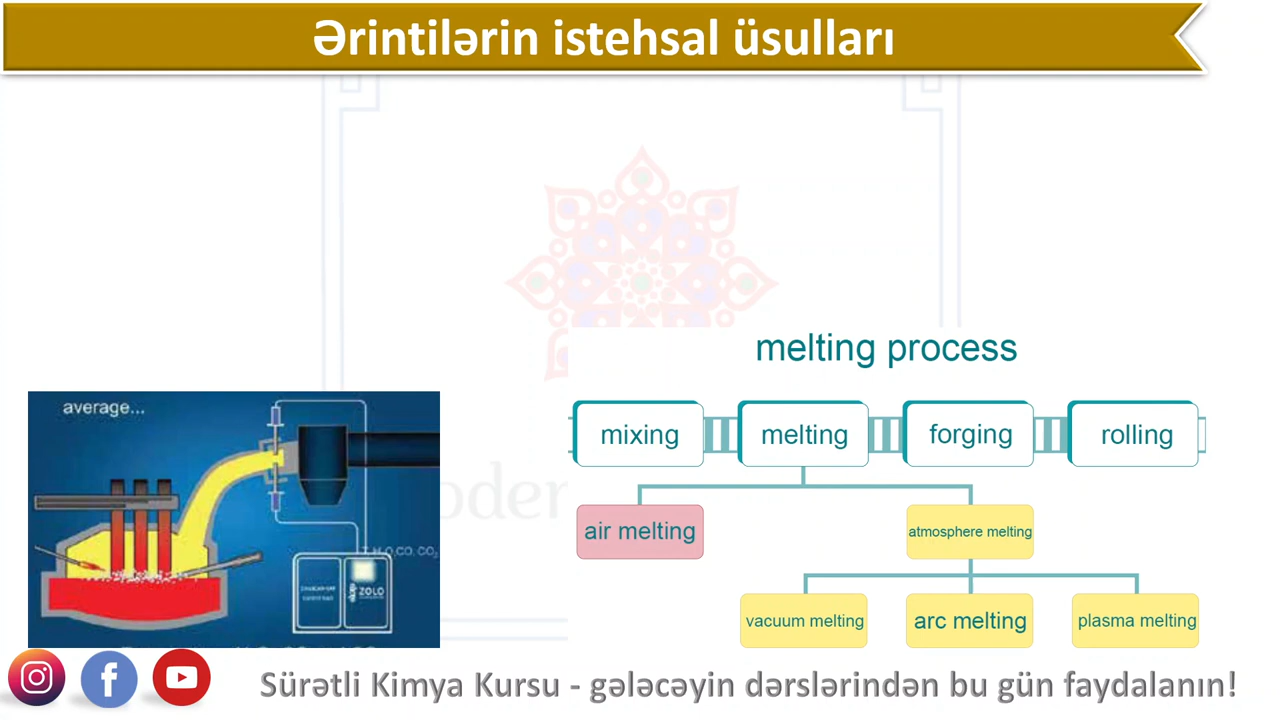 Ərintilərin istehsal üsulları
melting process
average...
mixing
melting
forging
rolling
air melting
atmosphere melting
vacuum melting
arc melting
plasma melting
ZOLO
Sürətli Kimya Kursu - gələcəyin dərslərindən bu gün faydalanın!